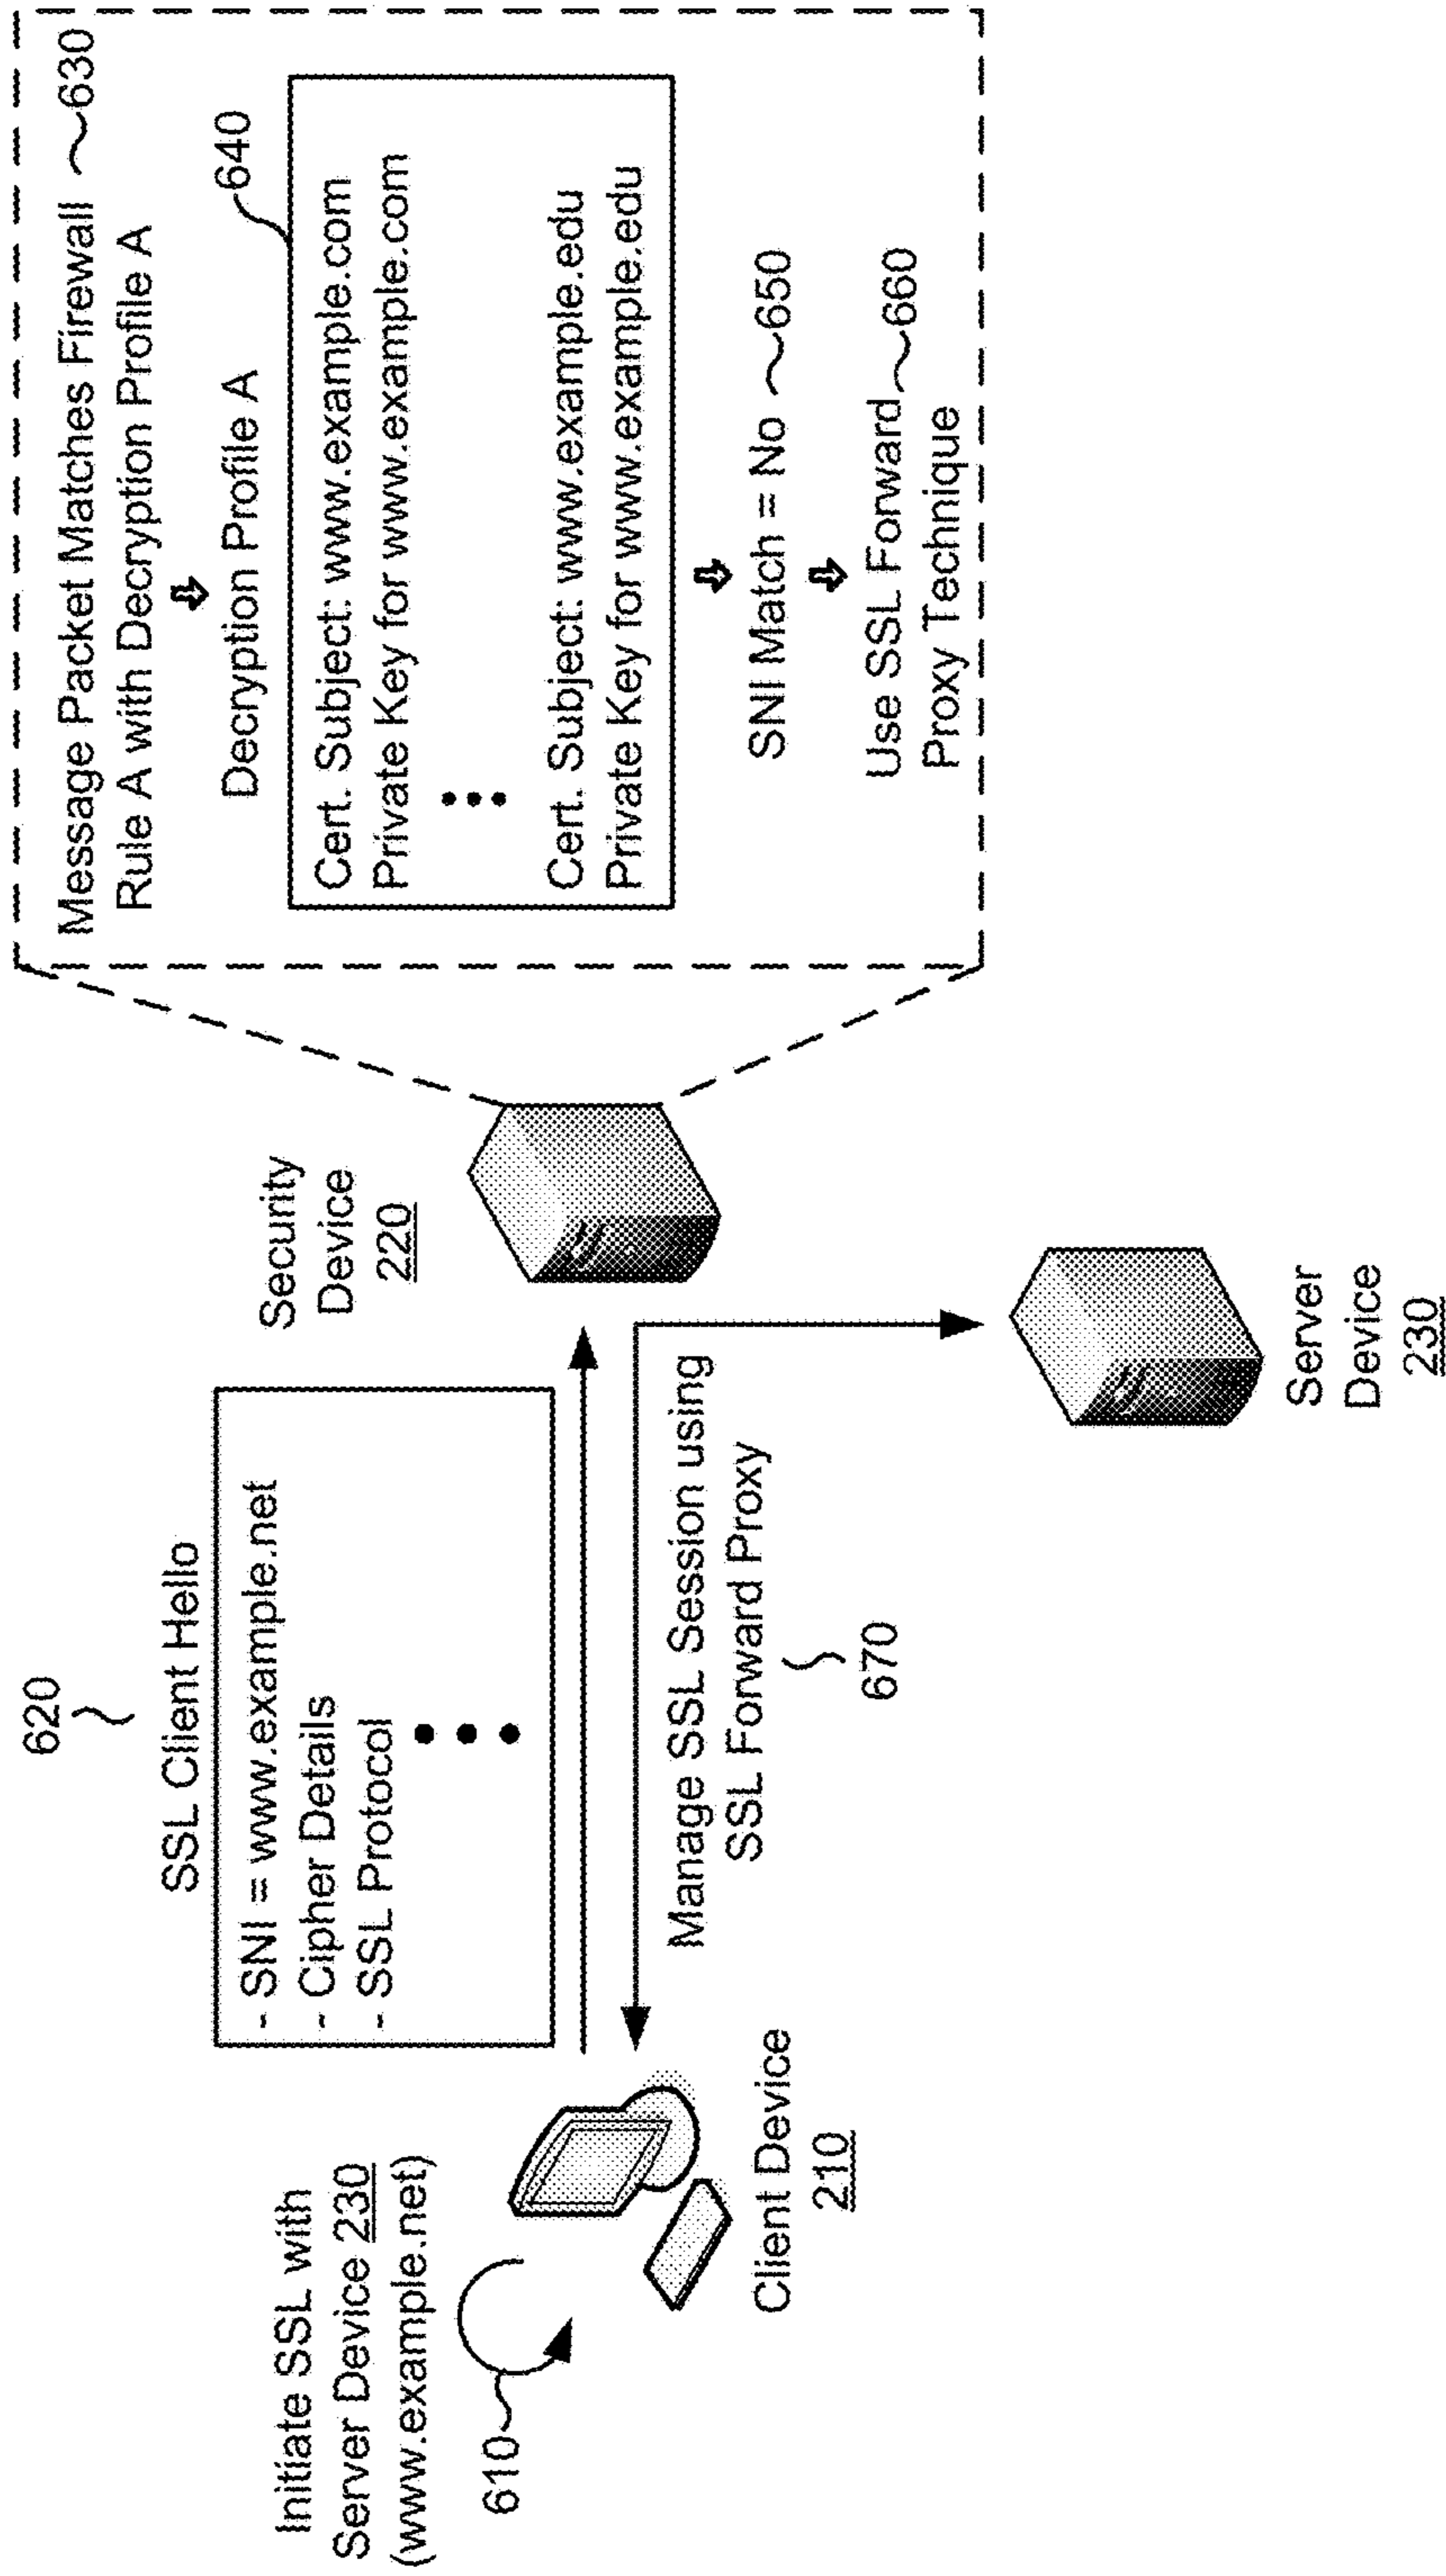 Initiate SSL with
Server Device 230
(www.example.net)
610
Client Device
210
620
SSL Client Hello
- SNI = www.example.net
- Cipher Details
- SSL Protocol
Manage SSL Session using
SSL Forward Proxy
670
Security
Device
220
Server
Device
230
Message Packet Matches Firewall 630
Rule A with Decryption Profile A
Decryption Profile A
640
Cert. Subject: www.example.com
Private Key for www.example.com
Cert. Subject: www.example.edu
Private Key for www.example.edu
SNI Match = No 650
Use SSL Forward 660
Proxy Technique